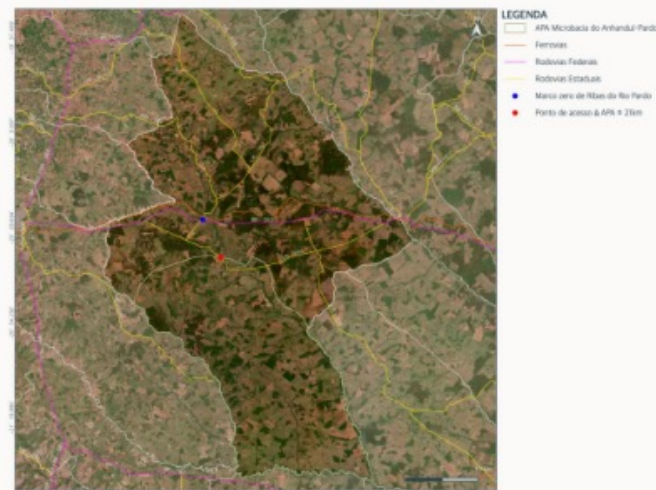 LEGENDA
APA Microbacia do Anhanduí-Pardo
Ferrovias
Rodovias Federais
Rodovias Estaduais
Marco zero de Ribas do Rio Pardo
Ponto de acesso à APA ≅ 21km